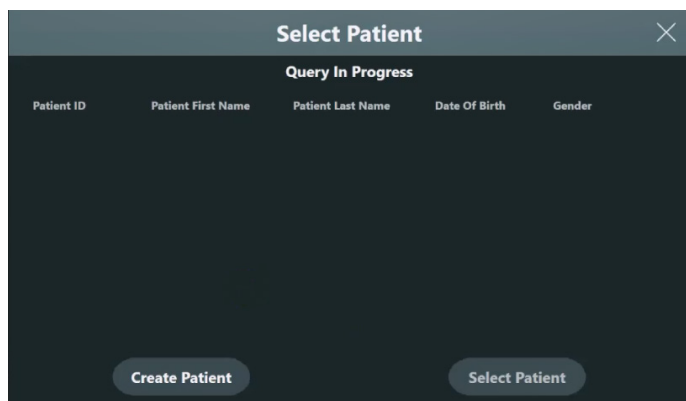 Select Patient
Query In Progress
Patient ID Patient First Name Patient Last Name Date Of Birth Gender
Create Patient Select Patient